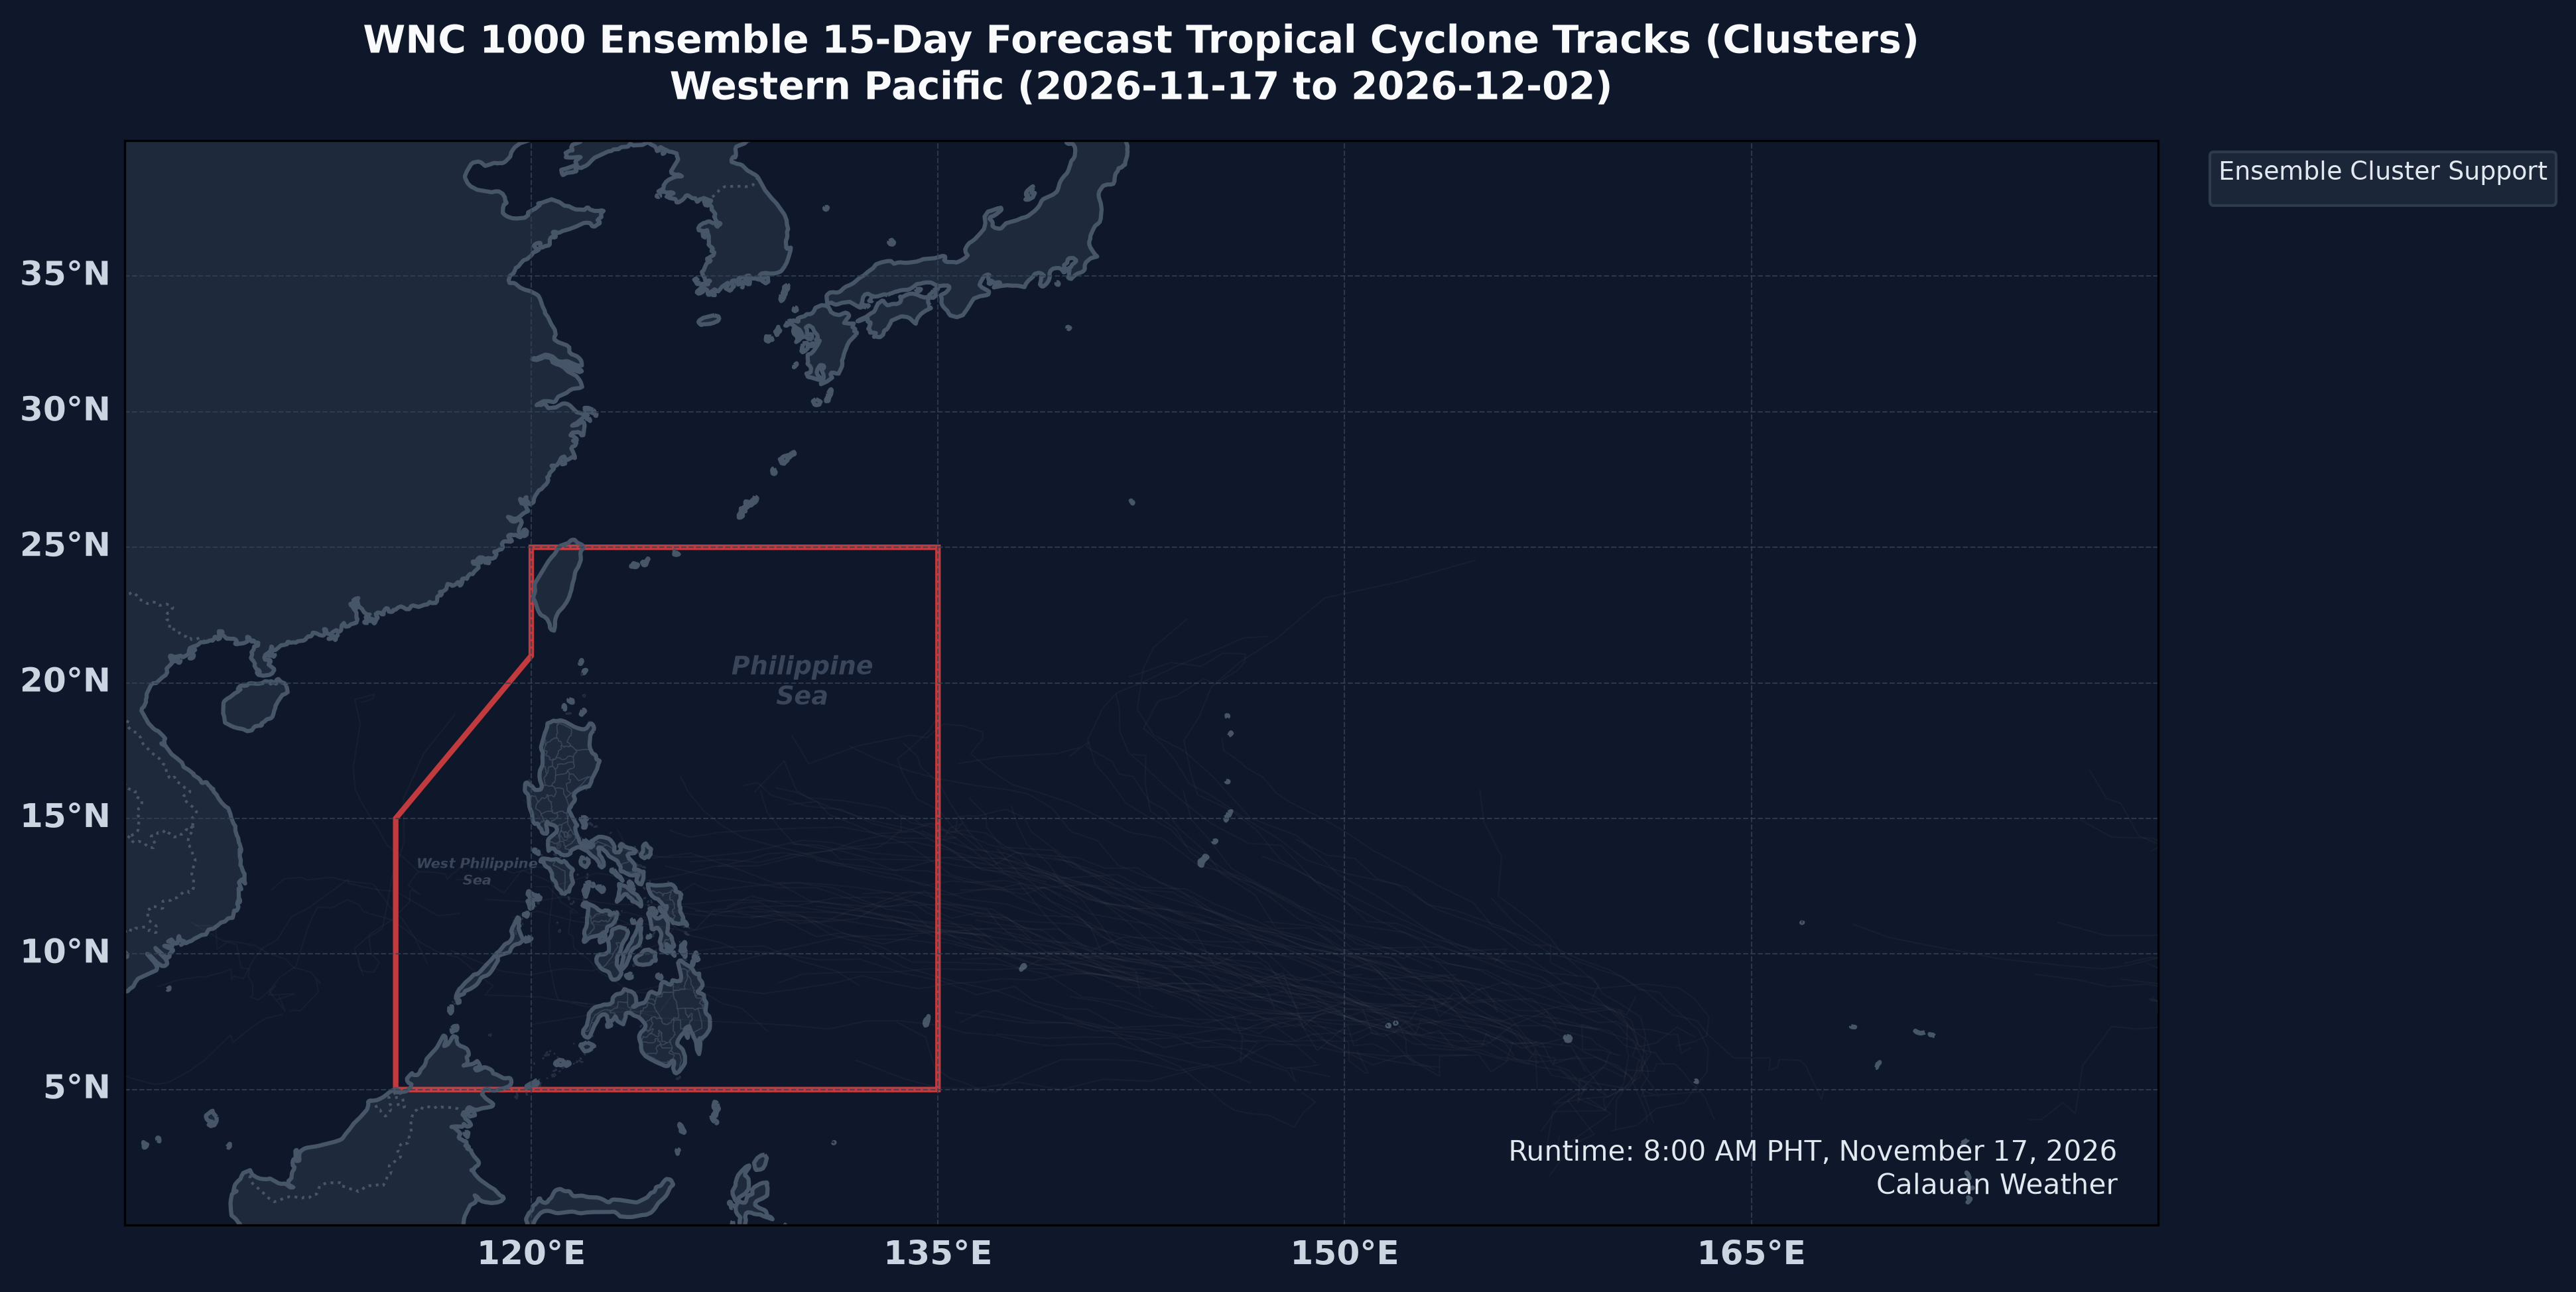 WNC 1000 Ensemble 15-Day Forecast Tropical Cyclone Tracks (Clusters)
Western Pacific (2026-11-17 to 2026-12-02)
Ensemble Cluster Support
35°N
30°N
25°N
20°N
15°N
10°N
5°N
Philippine
Sea
West Philippine
Sea
Runtime: 8:00 AM PHT, November 17, 2026
Calauan Weather
120°E
135°E
150°E
165°E